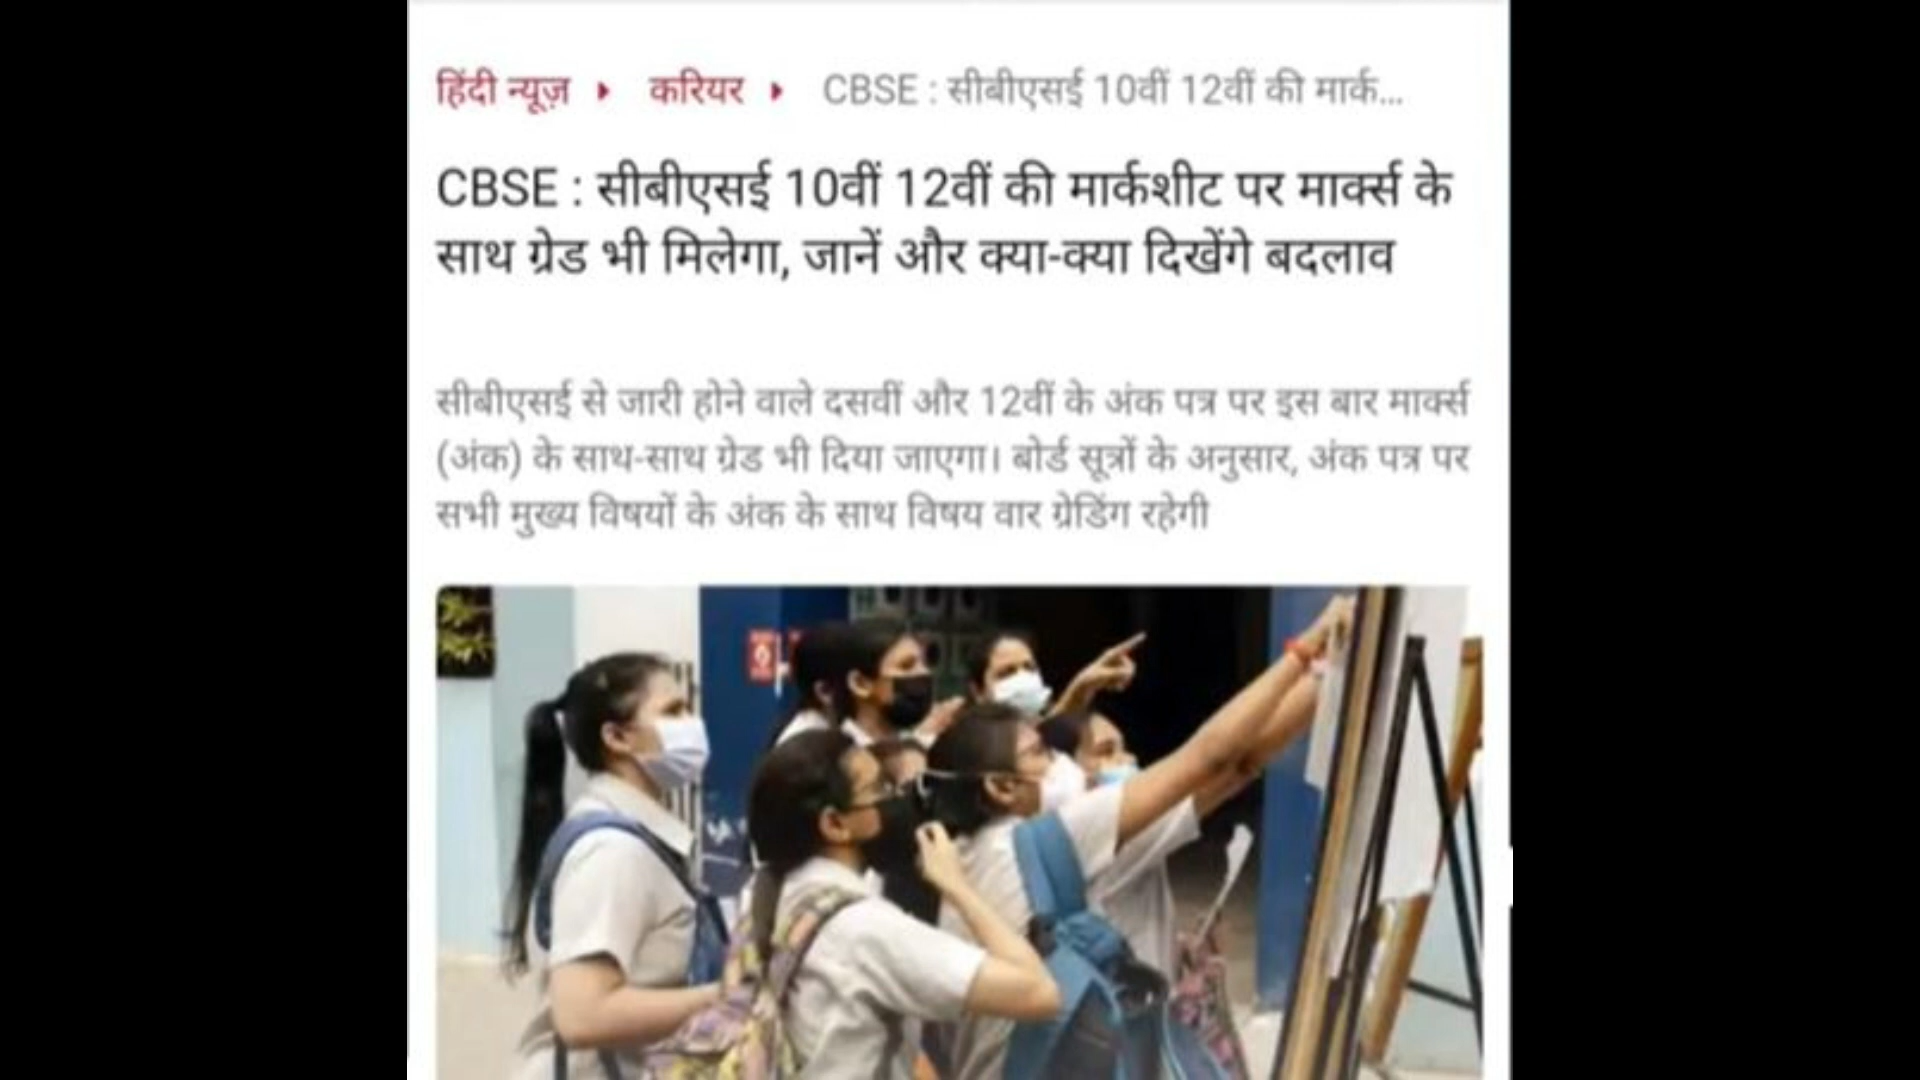 हिंदी न्यूज़ करियर CBSE : सीबीएसई 10वीं 12वीं की मार्क...
CBSE : सीबीएसई 10वीं 12वीं की मार्कशीट पर मार्क्स के
साथ ग्रेड भी मिलेगा, जानें और क्या-क्या दिखेंगे बदलाव
सीबीएसई से जारी होने वाले दसवीं और 12वीं के अंक पत्र पर इस बार मार्क्स
(अंक) के साथ-साथ ग्रेड भी दिया जाएगा। बोर्ड सूत्रों के अनुसार, अंक पत्र पर
सभी मुख्य विषयों के अंक के साथ विषय वार ग्रेडिंग रहेगी